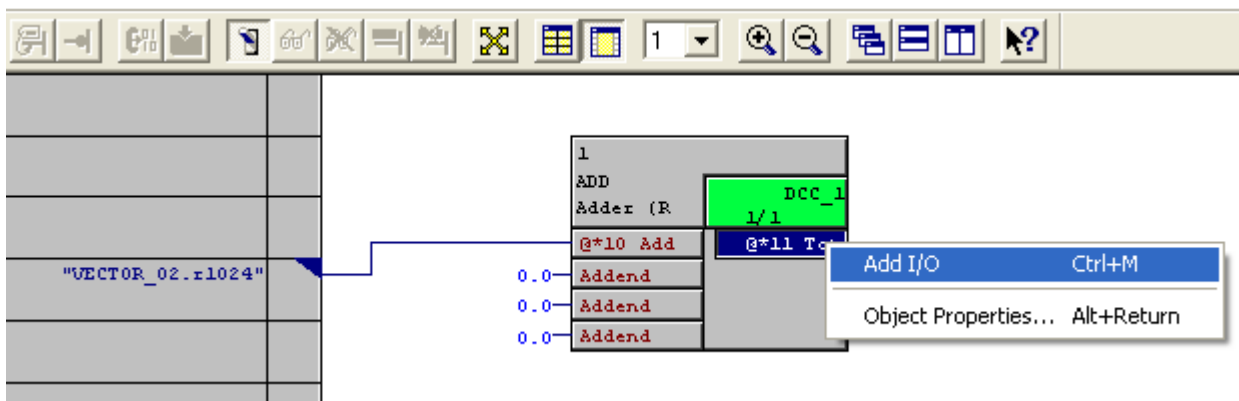 1
?
1
ADD
Adder (R
DCC_1
1/1
@*10 Add
@*11 Tot
"VECTOR_02.r1024"
0.0
Addend
0.0
Addend
0.0
Addend
Add I/O Ctrl+M
Object Properties... Alt+Return